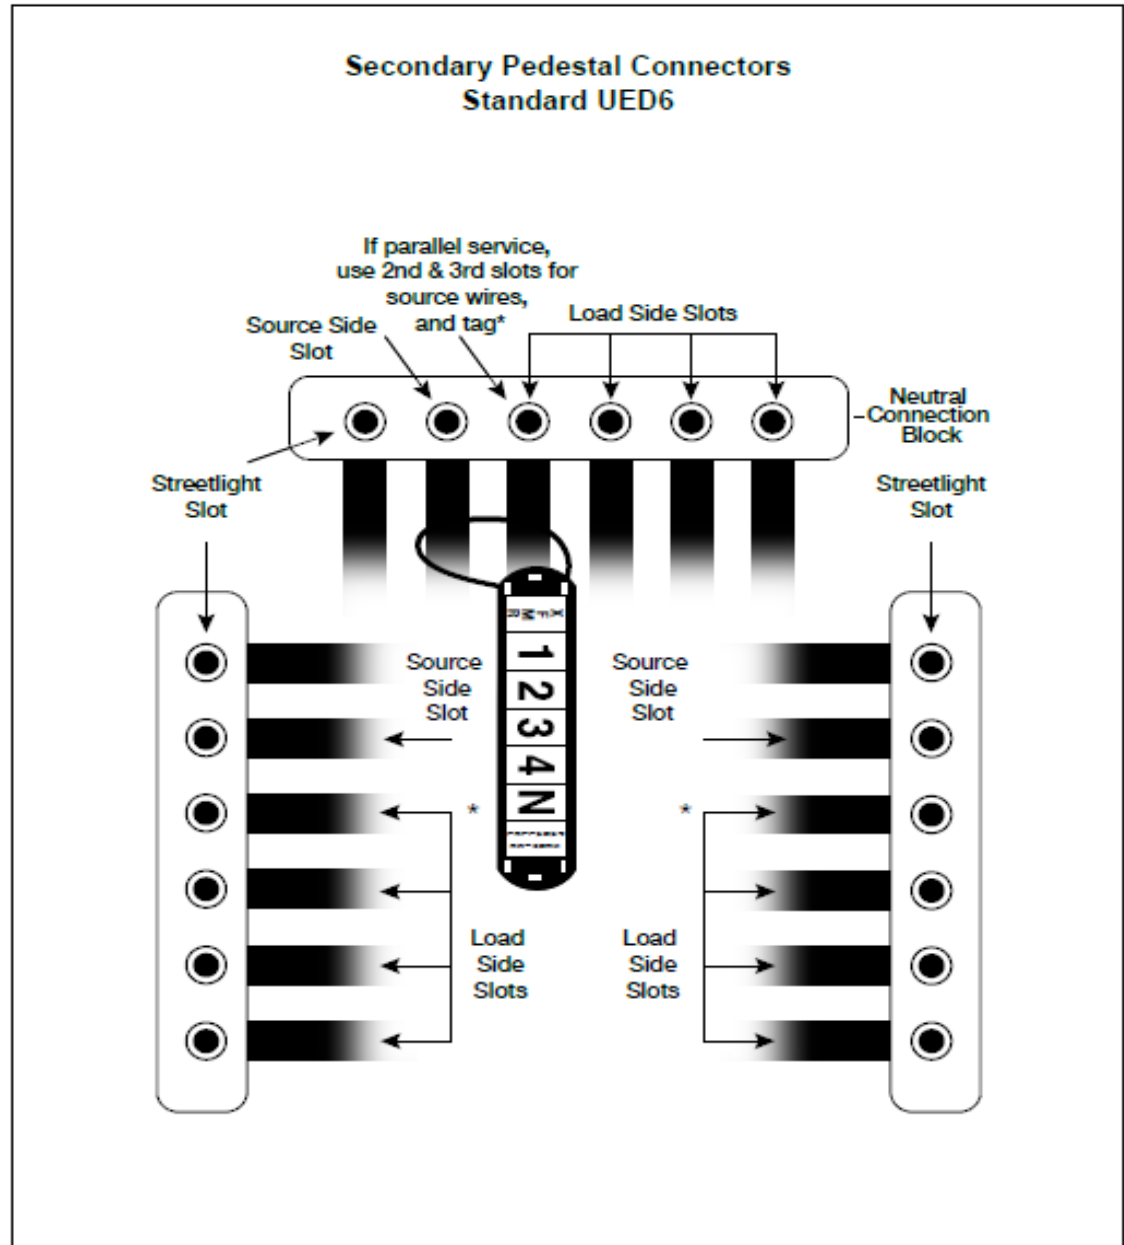 Secondary Pedestal Connectors
Standard UED6
If parallel service,
use 2nd & 3rd slots for
source wires,
and tag*
Source Side
Slot
Load Side Slots
Neutral
Connection
Block
Streetlight
Slot
Streetlight
Slot
XFMR
1
2
3
4
N
Source
Side
Slot
Source
Side
Slot
*
*
Load
Side
Slots
Load
Side
Slots